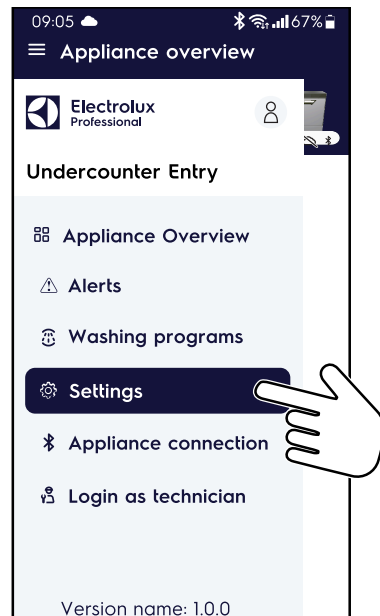 09:05 67%
Appliance overview
Electrolux
Professional
Undercounter Entry
Appliance Overview
Alerts
Washing programs
Settings
Appliance connection
Login as technician
Version name: 1.0.0